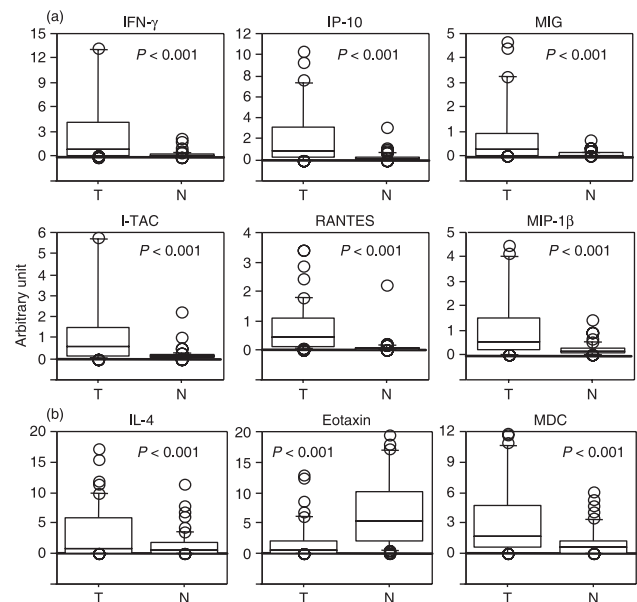 (a)
IFN-γ
15
12
9
6
3
0
P < 0.001
T N
IP-10
12
10
8
6
4
2
0
P < 0.001
T N
MIG
5
4
3
2
1
0
P < 0.001
T N
Arbitrary unit
I-TAC
6
5
4
3
2
1
0
P < 0.001
T N
RANTES
4
3
2
1
0
P < 0.001
T N
MIP-1β
5
4
3
2
1
0
P < 0.001
T N
(b)
IL-4
20
15
10
5
0
P < 0.001
T N
Eotaxin
20
15
10
5
0
P < 0.001
T N
MDC
12
9
6
3
0
P < 0.001
T N